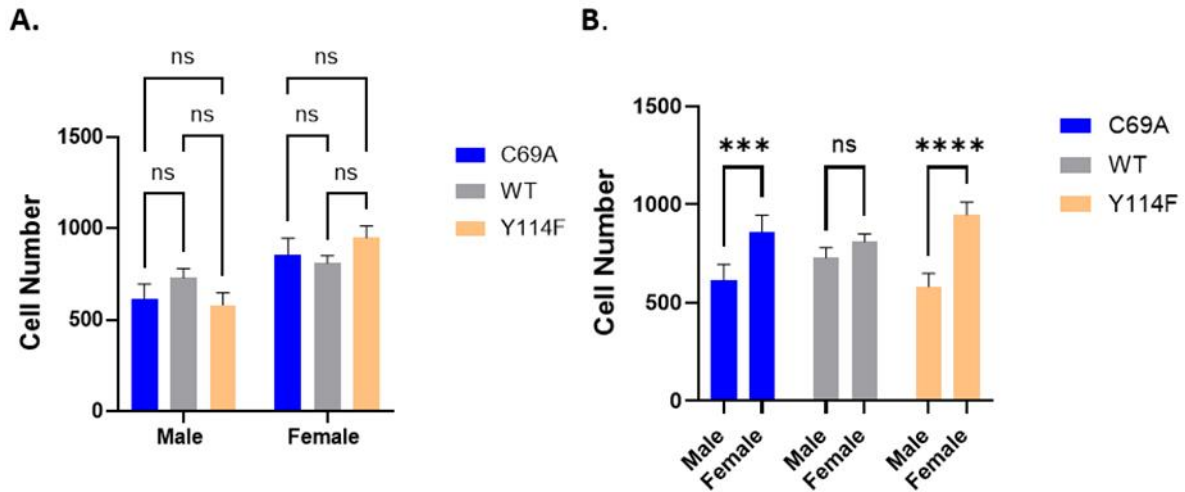 A.
ns ns
ns ns
ns ns
1500
1000
500
0
Cell Number
Male Female
C69A
WT
Y114F
B.
*** ns ****
1500
1000
500
0
Cell Number
Male Female Male Female Male Female
C69A
WT
Y114F